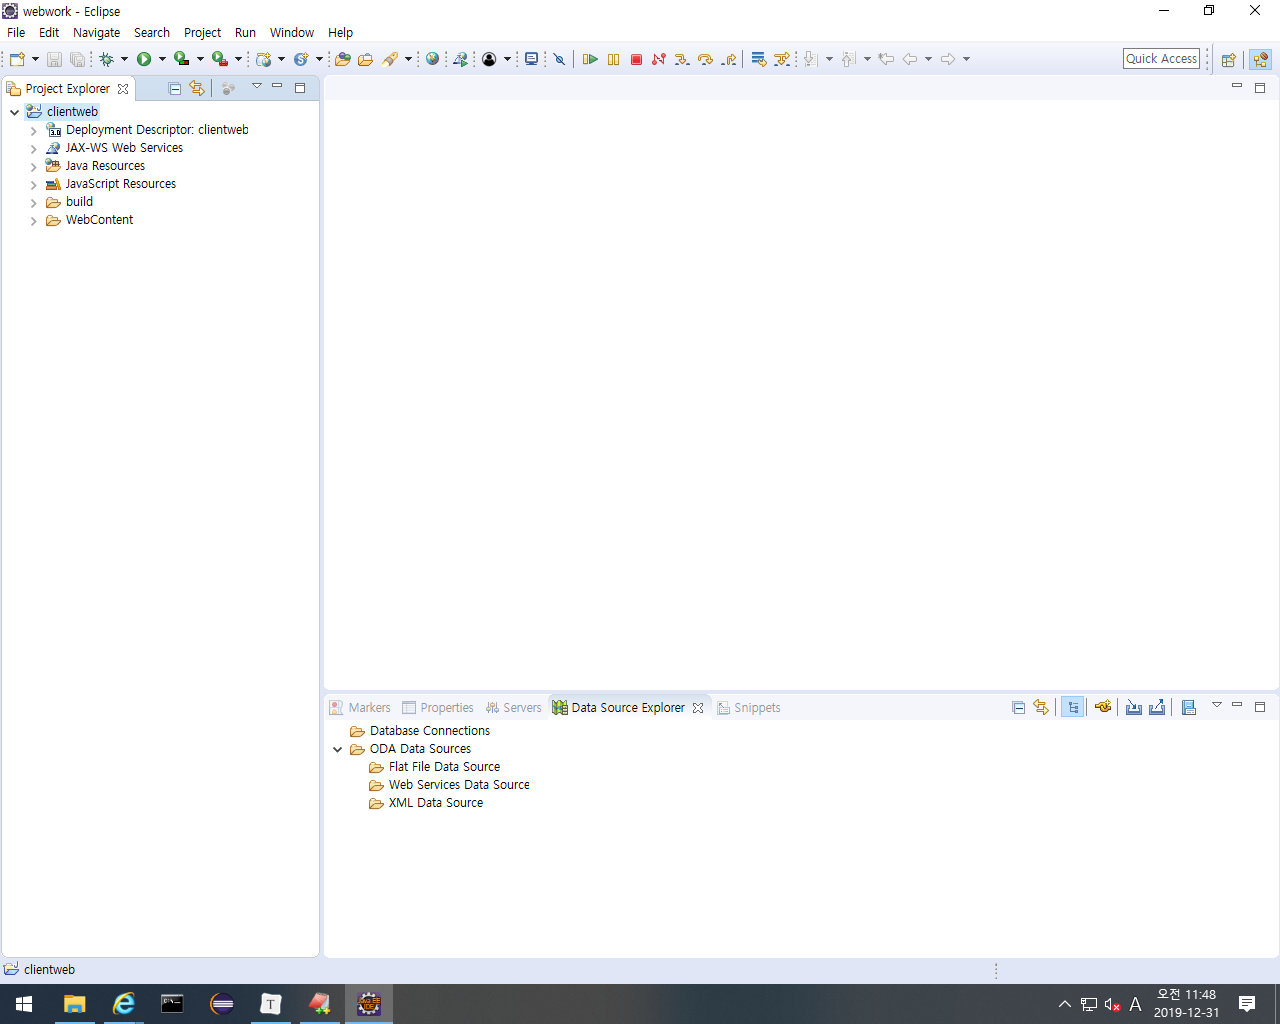 webwork - Eclipse
File Edit Navigate Search Project Run Window Help
Quick Access
Project Explorer
clientweb
3.0 Deployment Descriptor: clientweb
JAX-WS Web Services
Java Resources
JavaScript Resources
build
WebContent
Markers Properties Servers Data Source Explorer Snippets
Database Connections
ODA Data Sources
Flat File Data Source
Web Services Data Source
XML Data Source
clientweb
T
A
오전 11:48
2019-12-31